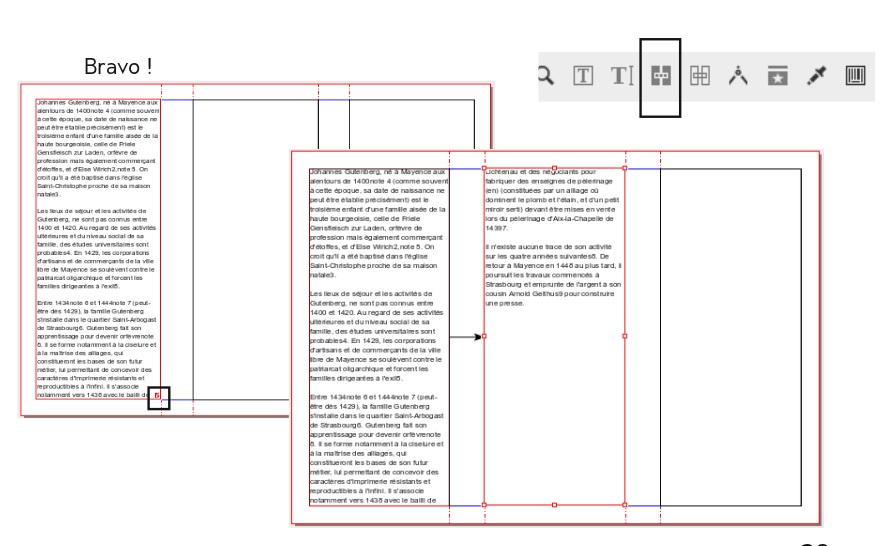 Bravo !
Johannes Gutenberg, né à Mayence aux
alentours de 1400note 4 (comme souvent
à cette époque, sa date de naissance ne
peut être établie précisément) est le
troisième enfant d'une famille aisée de la
haute bourgeoisie, celle de Friele
Gensfleisch zur Laden, orfèvre de
profession mais également commerçant
d'étoffes, et d'Else Wirich2,note 5. On
croit qu'il a été baptisé dans l'église
Saint-Christophe proche de sa maison
natale3.
Les lieux de séjour et les activités de
Gutenberg, ne sont pas connus entre
1400 et 1420. Au regard de ses activités
ultérieures et du niveau social de sa
famille, des études universitaires sont
probables4. En 1429, les corporations
d'artisans et de commerçants de la ville
libre de Mayence se soulèvent contre le
patriarcat oligarchique et forcent les
familles dirigeantes à l'exil5.
Entre 1434note 6 et 1444note 7 (peut-
être dès 1429), la famille Gutenberg
s'installe dans le quartier Saint-Arbogast
de Strasbourg6. Gutenberg fait son
apprentissage pour devenir orfèvrenote
8. Il se forme notamment à la ciselure et
à la maîtrise des alliages, qui
constitueront les bases de son futur
métier, lui permettant de concevoir des
caractères d'imprimerie résistants et
reproductibles à l'infini. Il s'associe
notamment vers 1436 avec le bailli de
Johannes Gutenberg, né à Mayence aux
alentours de 1400note 4 (comme souvent
à cette époque, sa date de naissance ne
peut être établie précisément) est le
troisième enfant d'une famille aisée de la
haute bourgeoisie, celle de Friele
Gensfleisch zur Laden, orfèvre de
profession mais également commerçant
d'étoffes, et d'Else Wirich2,note 5. On
croit qu'il a été baptisé dans l'église
Saint-Christophe proche de sa maison
natale3.
Les lieux de séjour et les activités de
Gutenberg, ne sont pas connus entre
1400 et 1420. Au regard de ses activités
ultérieures et du niveau social de sa
famille, des études universitaires sont
probables4. En 1429, les corporations
d'artisans et de commerçants de la ville
libre de Mayence se soulèvent contre le
patriarcat oligarchique et forcent les
familles dirigeantes à l'exil5.
Entre 1434note 6 et 1444note 7 (peut-
être dès 1429), la famille Gutenberg
s'installe dans le quartier Saint-Arbogast
de Strasbourg6. Gutenberg fait son
apprentissage pour devenir orfèvrenote
8. Il se forme notamment à la ciselure et
à la maîtrise des alliages, qui
constitueront les bases de son futur
métier, lui permettant de concevoir des
caractères d'imprimerie résistants et
reproductibles à l'infini. Il s'associe
notamment vers 1436 avec le bailli de
Lichtenau et des négociants pour
fabriquer des enseignes de pèlerinage
(en) (constituées par un alliage où
dominent le plomb et l'étain, et d'un petit
miroir serti) devant être mises en vente
lors du pèlerinage d'Aix-la-Chapelle de
14397.
Il n'existe aucune trace de son activité
sur les quatre années suivantes8. De
retour à Mayence en 1448 au plus tard, il
poursuit les travaux commencés à
Strasbourg et emprunte de l'argent à son
cousin Arnold Gelthus9 pour construire
une presse.